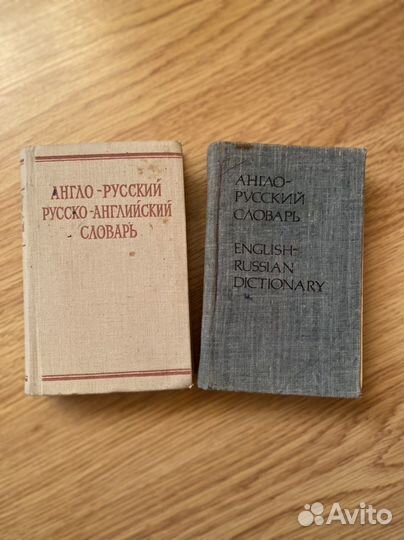 АНГЛО-РУССКИЙ
РУССКО-АНГЛИЙСКИЙ
СЛОВАРЬ
АНГЛО-
РУССКИЙ
СЛОВАРЬ
ENGLISH-
RUSSIAN
DICTIONARY
Avito